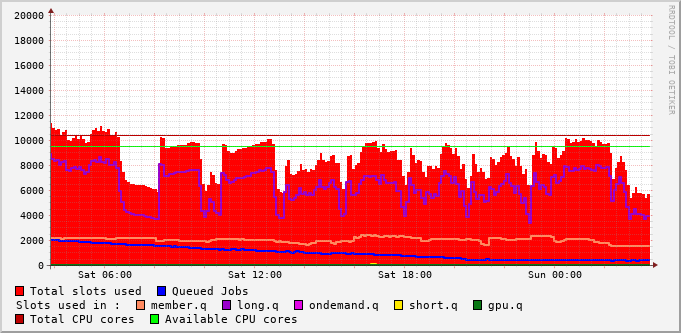 20000
18000
16000
14000
12000
10000
8000
6000
4000
2000
0
Sat 06:00 Sat 12:00 Sat 18:00 Sun 00:00
Total slots used Queued Jobs
Slots used in : member.q long.q ondemand.q short.q gpu.q
Total CPU cores Available CPU cores
RRDTOOL / TOBI OETIKER